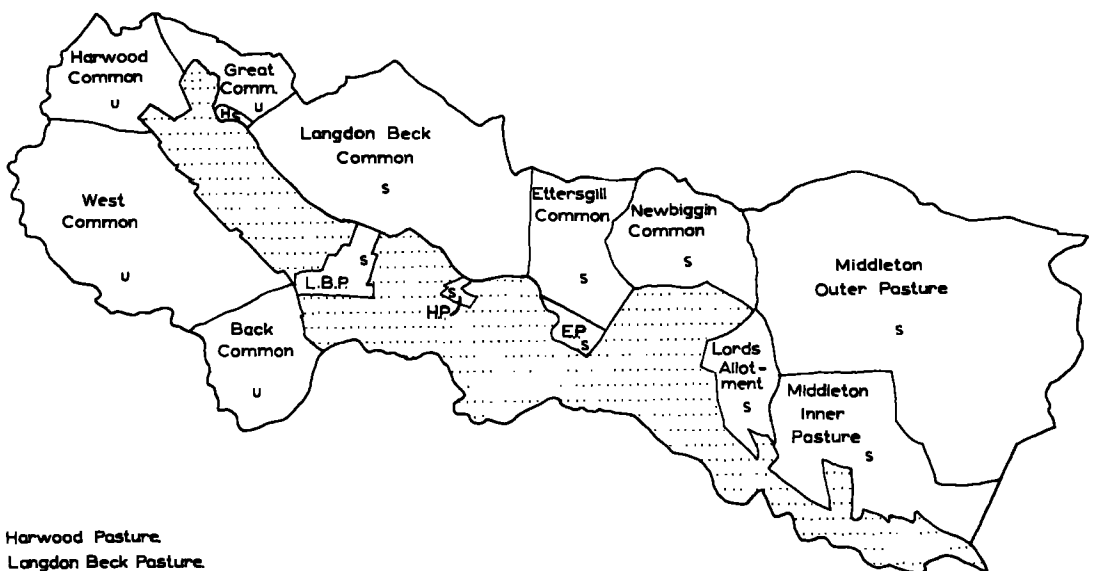 Harwood
Common
U
Great
Comm.
U
H.
Langdon Beck
Common
S
West
Common
U
Ettersgill
Common
S
Newbiggin
Common
S
Middleton
Outer Pasture
S
L.B.P.
S
S
H.P.
E.P.
S
Back
Common
U
Lords
Allot-
ment
S
Middleton
Inner
Pasture
S
Harwood Pasture.
Langdon Beck Pasture.